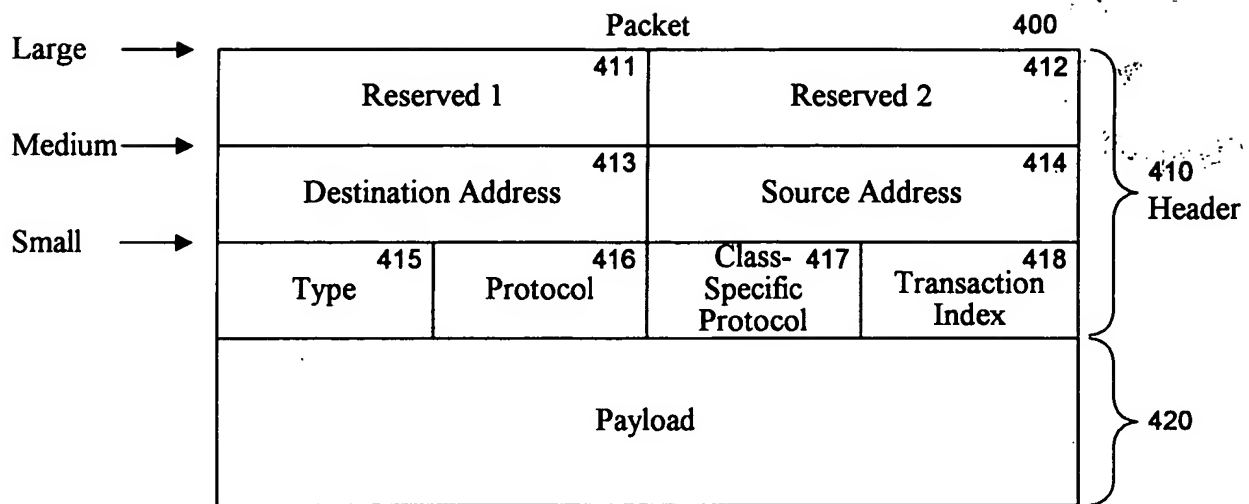 Packet 400
Large
411 412
Reserved 1 Reserved 2
Medium
413 414
Destination Address Source Address
410
Header
Small
415 416 Class- 417 418
Type Protocol Specific Transaction
Protocol Index
Payload 420